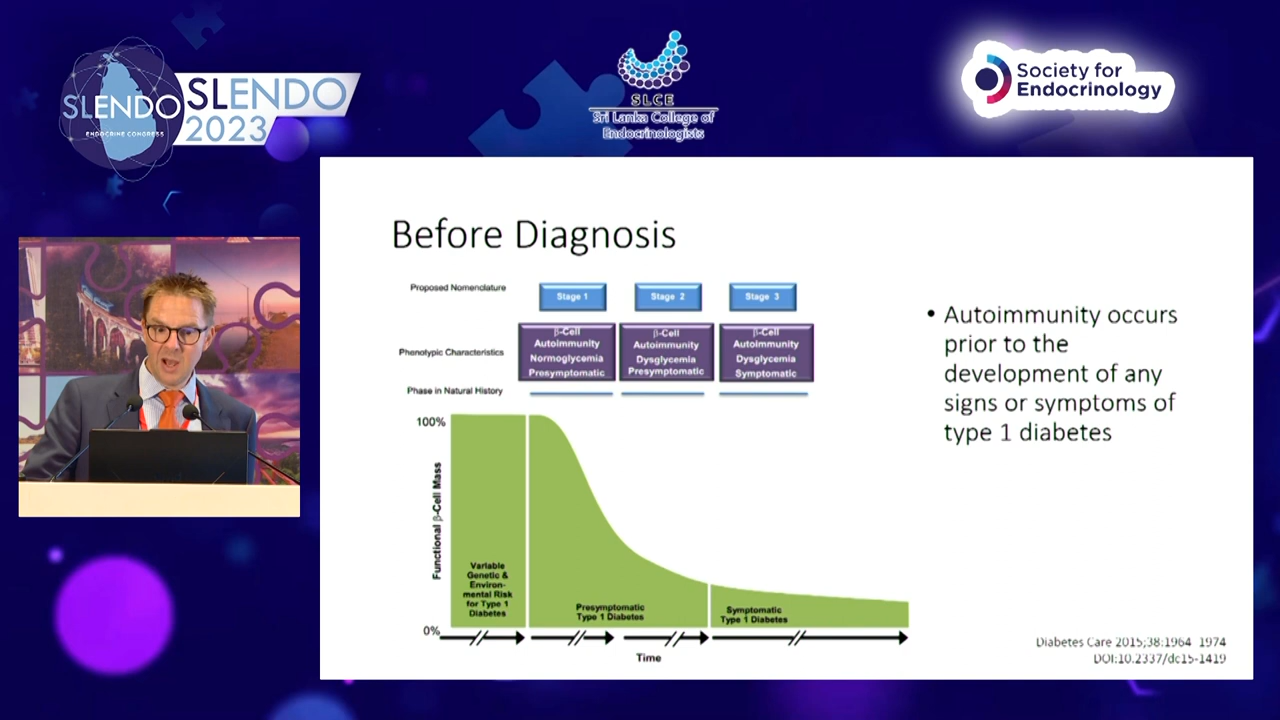 SLENDO
ENDOCRINE CONGRESS
SLENDO
2023
SLCE
Sri Lanka College of
Endocrinologists
Society for
Endocrinology
Before Diagnosis
Proposed Nomenclature
Stage 1
Stage 2
Stage 3
Phenotypic Characteristics
β-Cell
Autoimmunity
Normoglycemia
Presymptomatic
β-Cell
Autoimmunity
Dysglycemia
Presymptomatic
β-Cell
Autoimmunity
Dysglycemia
Symptomatic
Phase in Natural History
100%
Functional β-Cell Mass
0%
Variable
Genetic &
Environ-
mental Risk
for Type 1
Diabetes
Presymptomatic
Type 1 Diabetes
Symptomatic
Type 1 Diabetes
Time
• Autoimmunity occurs
prior to the
development of any
signs or symptoms of
type 1 diabetes
Diabetes Care 2015;38:1964 1974
DOI:10.2337/dc15-1419